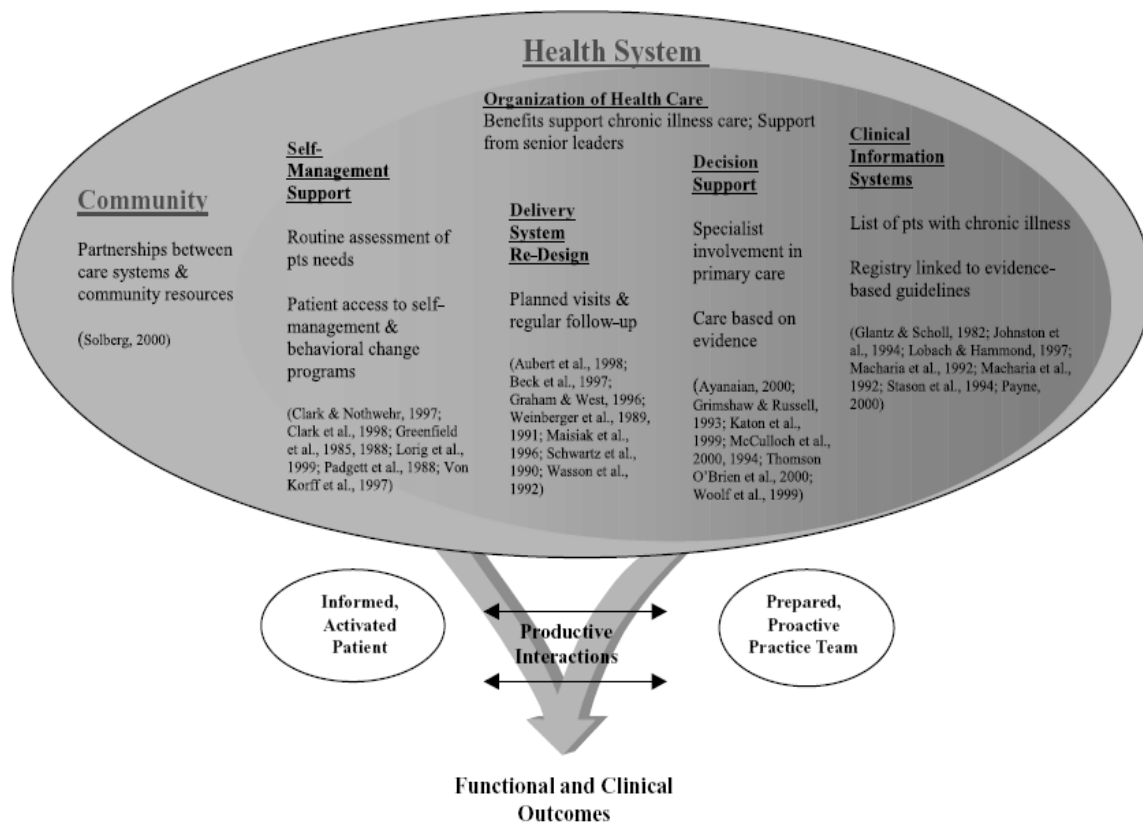 Health System
Organization of Health Care
Benefits support chronic illness care; Support
from senior leaders
Community
Partnerships between
care systems &
community resources
(Solberg, 2000)
Self-
Management
Support
Routine assessment of
pts needs
Patient access to self-
management &
behavioral change
programs
(Clark & Nothwehr, 1997;
Clark et al., 1998; Greenfield
et al., 1985, 1988; Lorig et al.,
1999; Padgett et al., 1988; Von
Korff et al., 1997)
Delivery
System
Re-Design
Planned visits &
regular follow-up
(Aubert et al., 1998;
Beck et al., 1997;
Graham & West, 1996;
Weinberger et al., 1989,
1991; Maisiak et al.,
1996; Schwartz et al.,
1990; Wasson et al.,
1992)
Decision
Support
Specialist
involvement in
primary care
Care based on
evidence
(Ayanaian, 2000;
Grimshaw & Russell,
1993; Katon et al.,
1999; McCulloch et al.,
2000, 1994; Thomson
O'Brien et al., 2000;
Woolf et al., 1999)
Clinical
Information
Systems
List of pts with chronic illness
Registry linked to evidence-
based guidelines
(Glantz & Scholl, 1982; Johnston et
al., 1994; Lobach & Hammond, 1997;
Macharia et al., 1992; Macharia et al.,
1992; Stason et al., 1994; Payne,
2000)
Informed,
Activated
Patient
Productive
Interactions
Prepared,
Proactive
Practice Team
Functional and Clinical
Outcomes